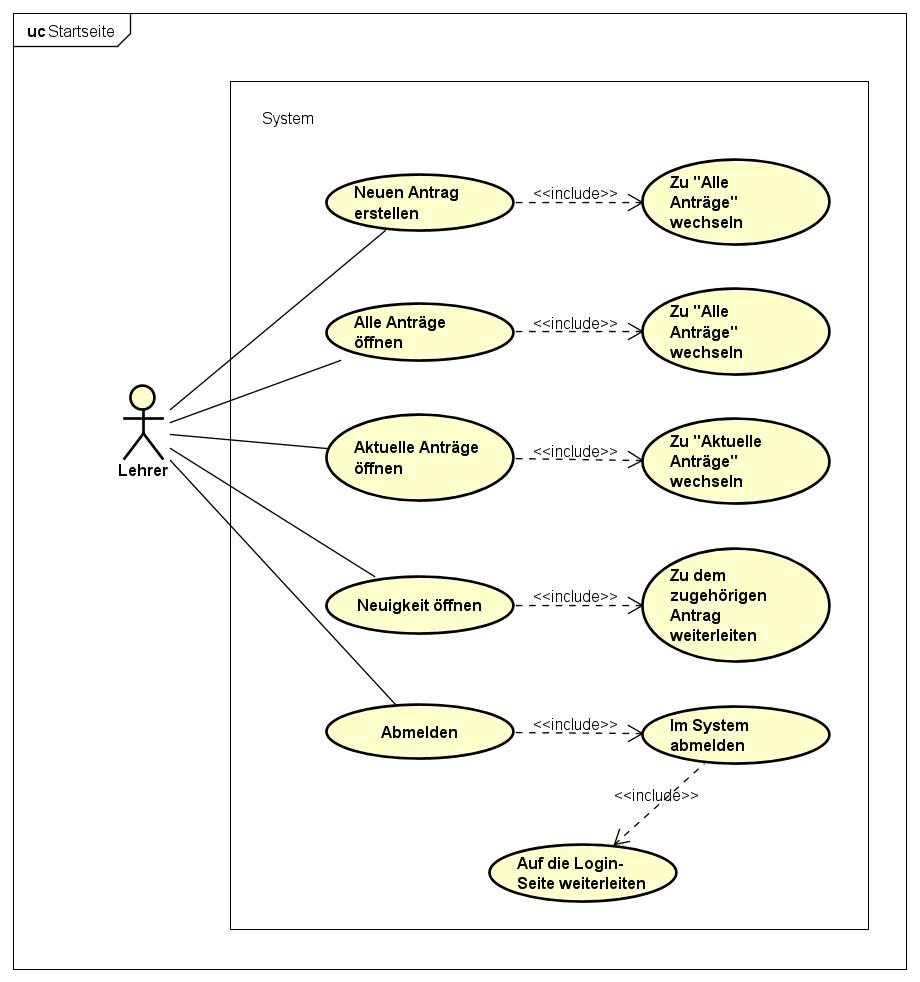 uc Startseite
System
Neuen Antrag
erstellen
<<include>>
Zu "Alle
Anträge"
wechseln
Alle Anträge
öffnen
<<include>>
Zu "Alle
Anträge"
wechseln
Lehrer
Aktuelle Anträge
öffnen
<<include>>
Zu "Aktuelle
Anträge"
wechseln
Neuigkeit öffnen
<<include>>
Zu dem
zugehörigen
Antrag
weiterleiten
Abmelden
<<include>>
Im System
abmelden
<<include>>
Auf die Login-
Seite weiterleiten